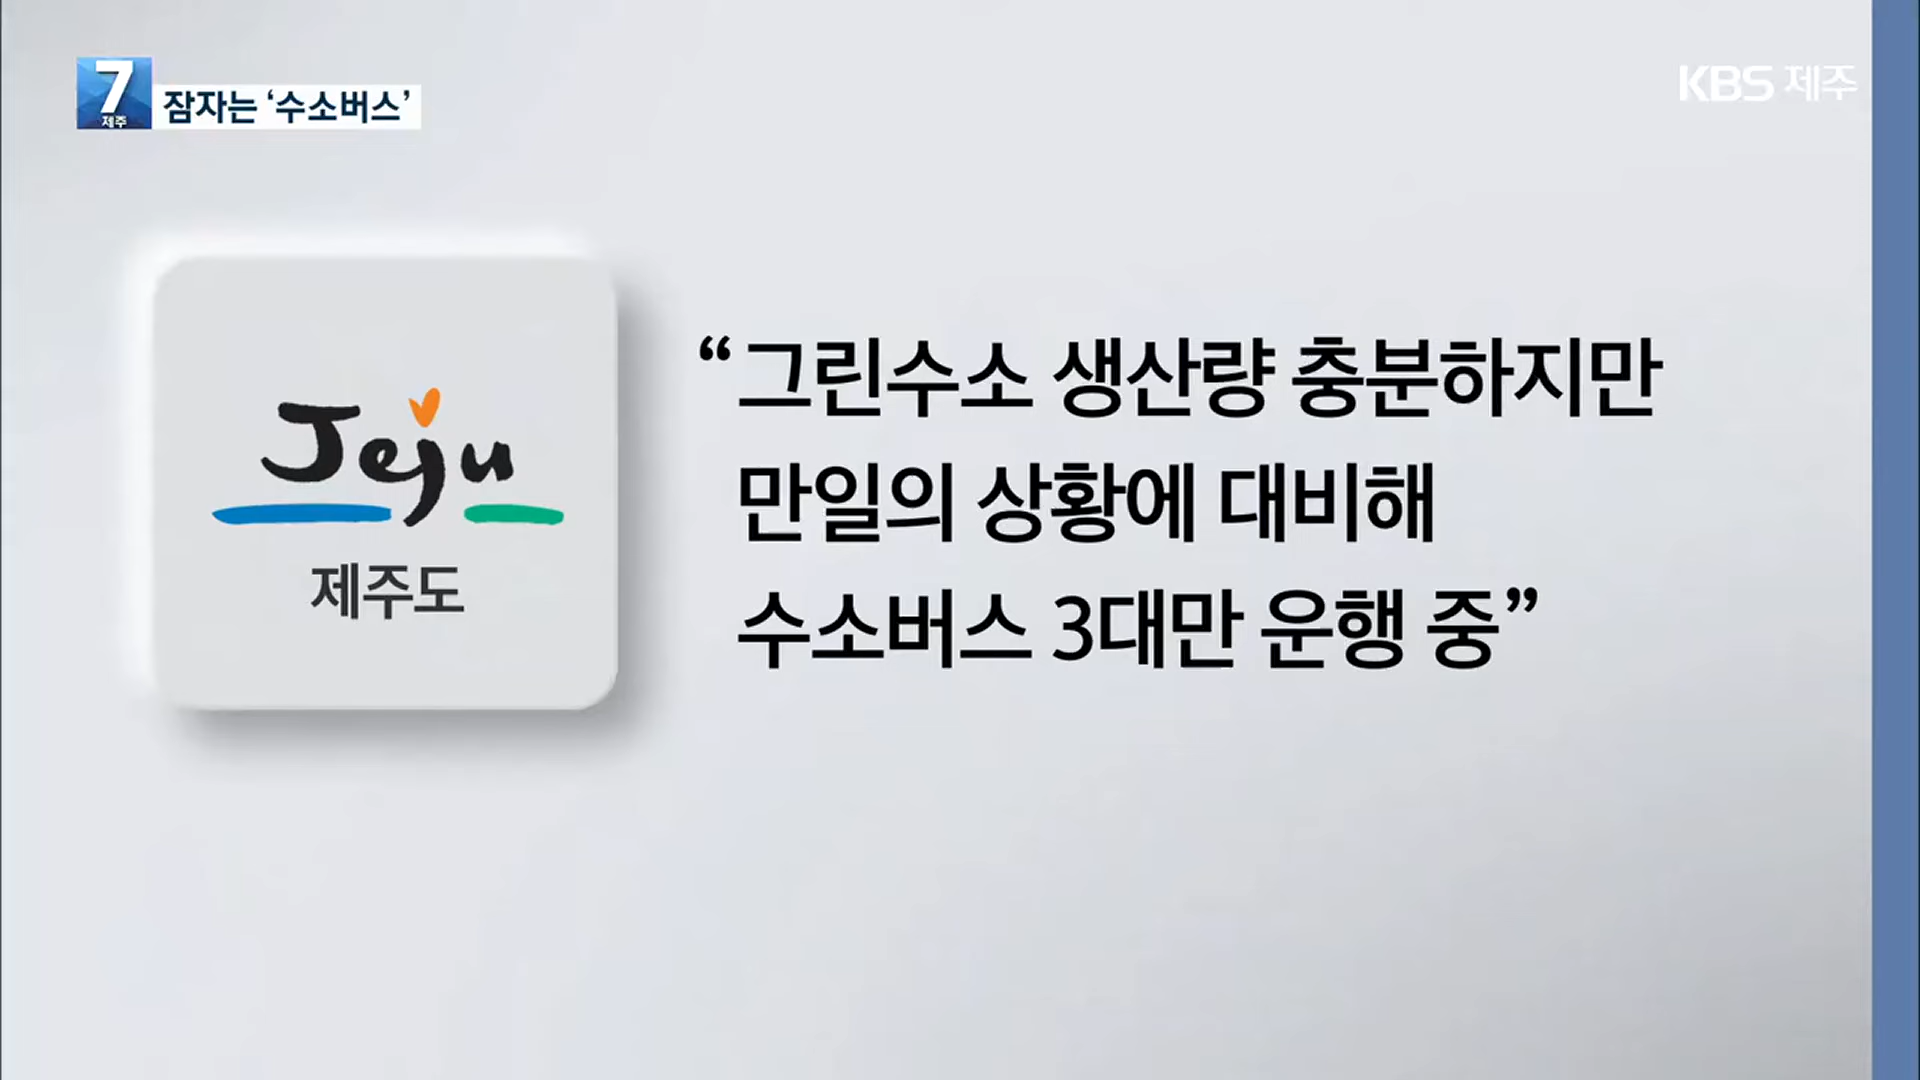 7
제주
잠자는 ‘수소버스’
KBS 제주
Jeju
제주도
“그린수소 생산량 충분하지만
만일의 상황에 대비해
수소버스 3대만 운행 중”